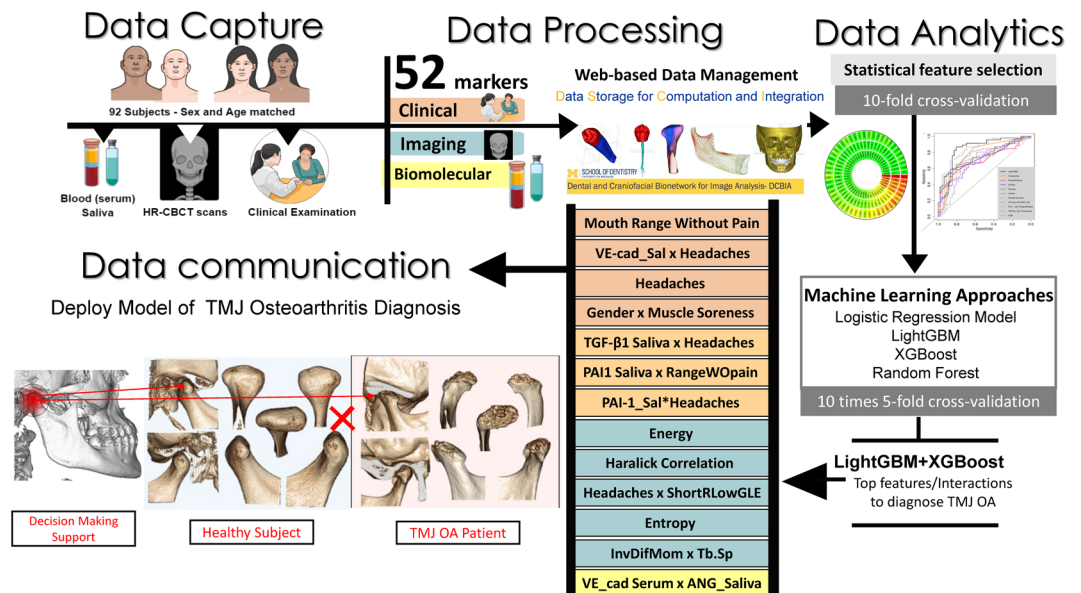 Data Capture
92 Subjects - Sex and Age matched
Blood (serum)
Saliva
HR-CBCT scans
Clinical Examination
Data Processing
52 markers
Clinical
Imaging
Biomolecular
Web-based Data Management
Data Storage for Computation and Integration
M
SCHOOL OF DENTISTRY
Dental and Craniofacial Bionetwork for Image Analysis- DCBIA
Data Analytics
Statistical feature selection
10-fold cross-validation
Specificity
Machine Learning Approaches
Logistic Regression Model
LightGBM
XGBoost
Random Forest
10 times 5-fold cross-validation
LightGBM+XGBoost
Top features/Interactions
to diagnose TMJ OA
Mouth Range Without Pain
VE-cad_Sal x Headaches
Headaches
Gender x Muscle Soreness
TGF-β1 Saliva x Headaches
PAI1 Saliva x RangeWOpain
PAI-1_Sal*Headaches
Energy
Haralick Correlation
Headaches x ShortRLowGLE
Entropy
InvDifMom x Tb.Sp
VE_cad Serum x ANG_Saliva
Data communication
Deploy Model of TMJ Osteoarthritis Diagnosis
Decision Making
Support
Healthy Subject
TMJ OA Patient